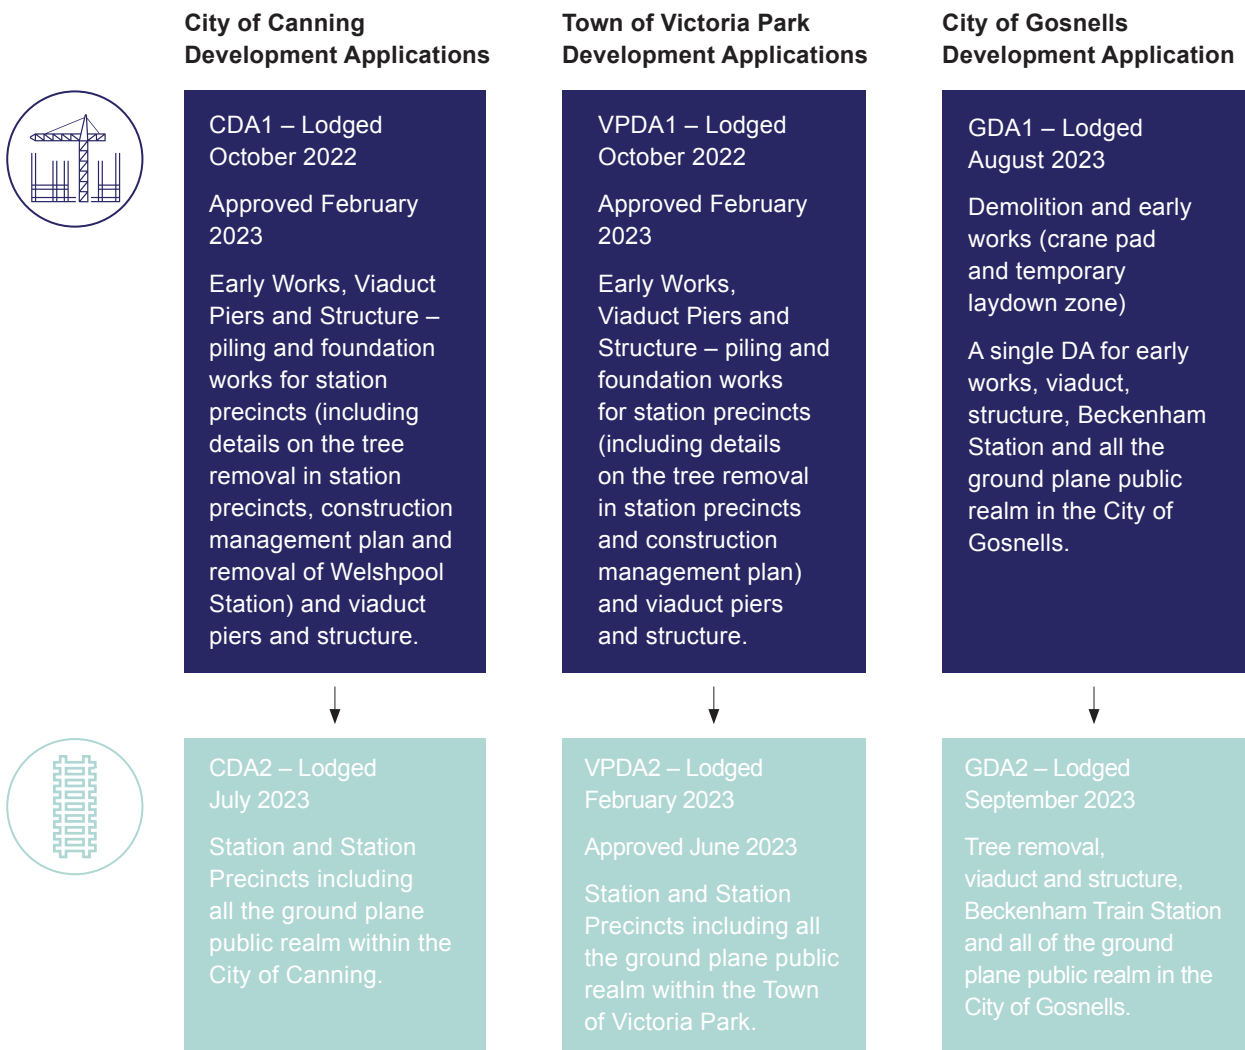 City of Canning
Development Applications
Town of Victoria Park
Development Applications
City of Gosnells
Development Application
CDA1 – Lodged
October 2022
Approved February
2023
Early Works, Viaduct
Piers and Structure –
piling and foundation
works for station
precincts (including
details on the tree
removal in station
precincts, construction
management plan and
removal of Welshpool
Station) and viaduct
piers and structure.
VPDA1 – Lodged
October 2022
Approved February
2023
Early Works,
Viaduct Piers and
Structure – piling and
foundation works
for station precincts
(including details
on the tree removal
in station precincts
and construction
management plan)
and viaduct piers
and structure.
GDA1 – Lodged
August 2023
Demolition and early
works (crane pad
and temporary
laydown zone)
A single DA for early
works, viaduct,
structure, Beckenham
Station and all the
ground plane public
realm in the City of
Gosnells.
CDA2 – Lodged
July 2023
Station and Station
Precincts including
all the ground plane
public realm within the
City of Canning.
VPDA2 – Lodged
February 2023
Approved June 2023
Station and Station
Precincts including all
the ground plane public
realm within the Town
of Victoria Park.
GDA2 – Lodged
September 2023
Tree removal,
viaduct and structure,
Beckenham Train Station
and all of the ground
plane public realm in the
City of Gosnells.